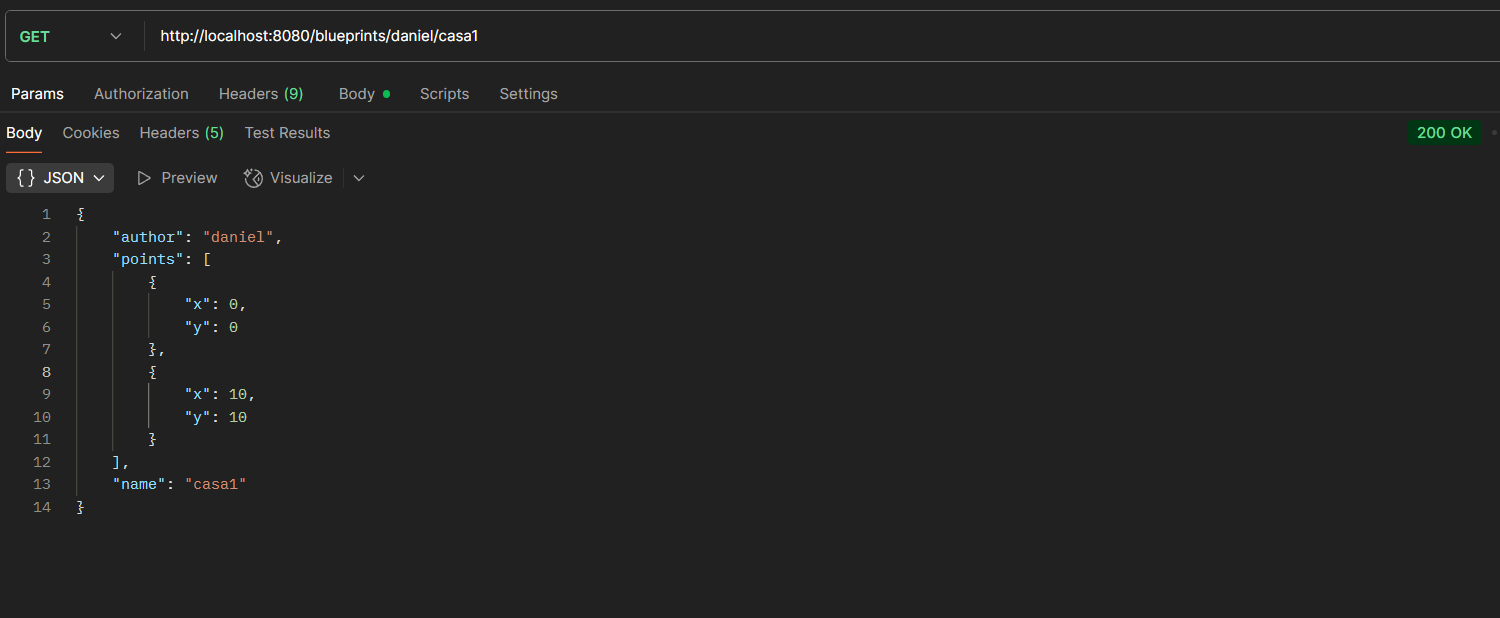 GET http://localhost:8080/blueprints/daniel/casa1
Params Authorization Headers (9) Body Scripts Settings
Body Cookies Headers (5) Test Results 200 OK
{} JSON Preview Visualize
1 {
2 "author": "daniel",
3 "points": [
4 {
5 "x": 0,
6 "y": 0
7 },
8 {
9 "x": 10,
10 "y": 10
11 }
12 ],
13 "name": "casa1"
14 }